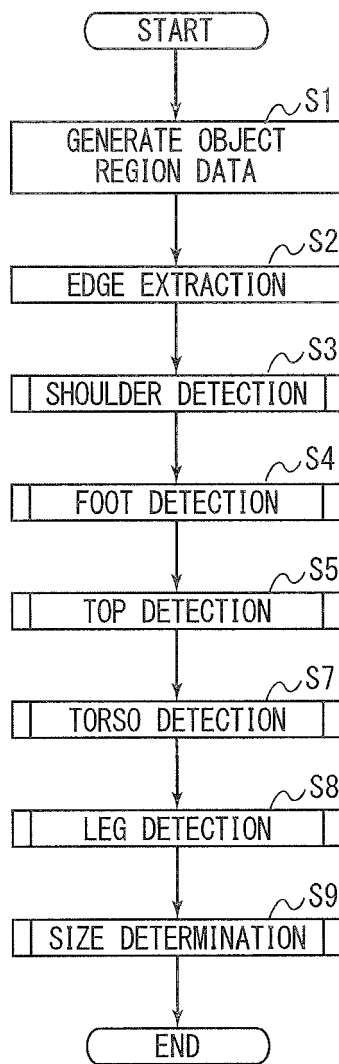 START
S1
GENERATE OBJECT
REGION DATA
S2
EDGE EXTRACTION
S3
SHOULDER DETECTION
S4
FOOT DETECTION
S5
TOP DETECTION
S7
TORSO DETECTION
S8
LEG DETECTION
S9
SIZE DETERMINATION
END